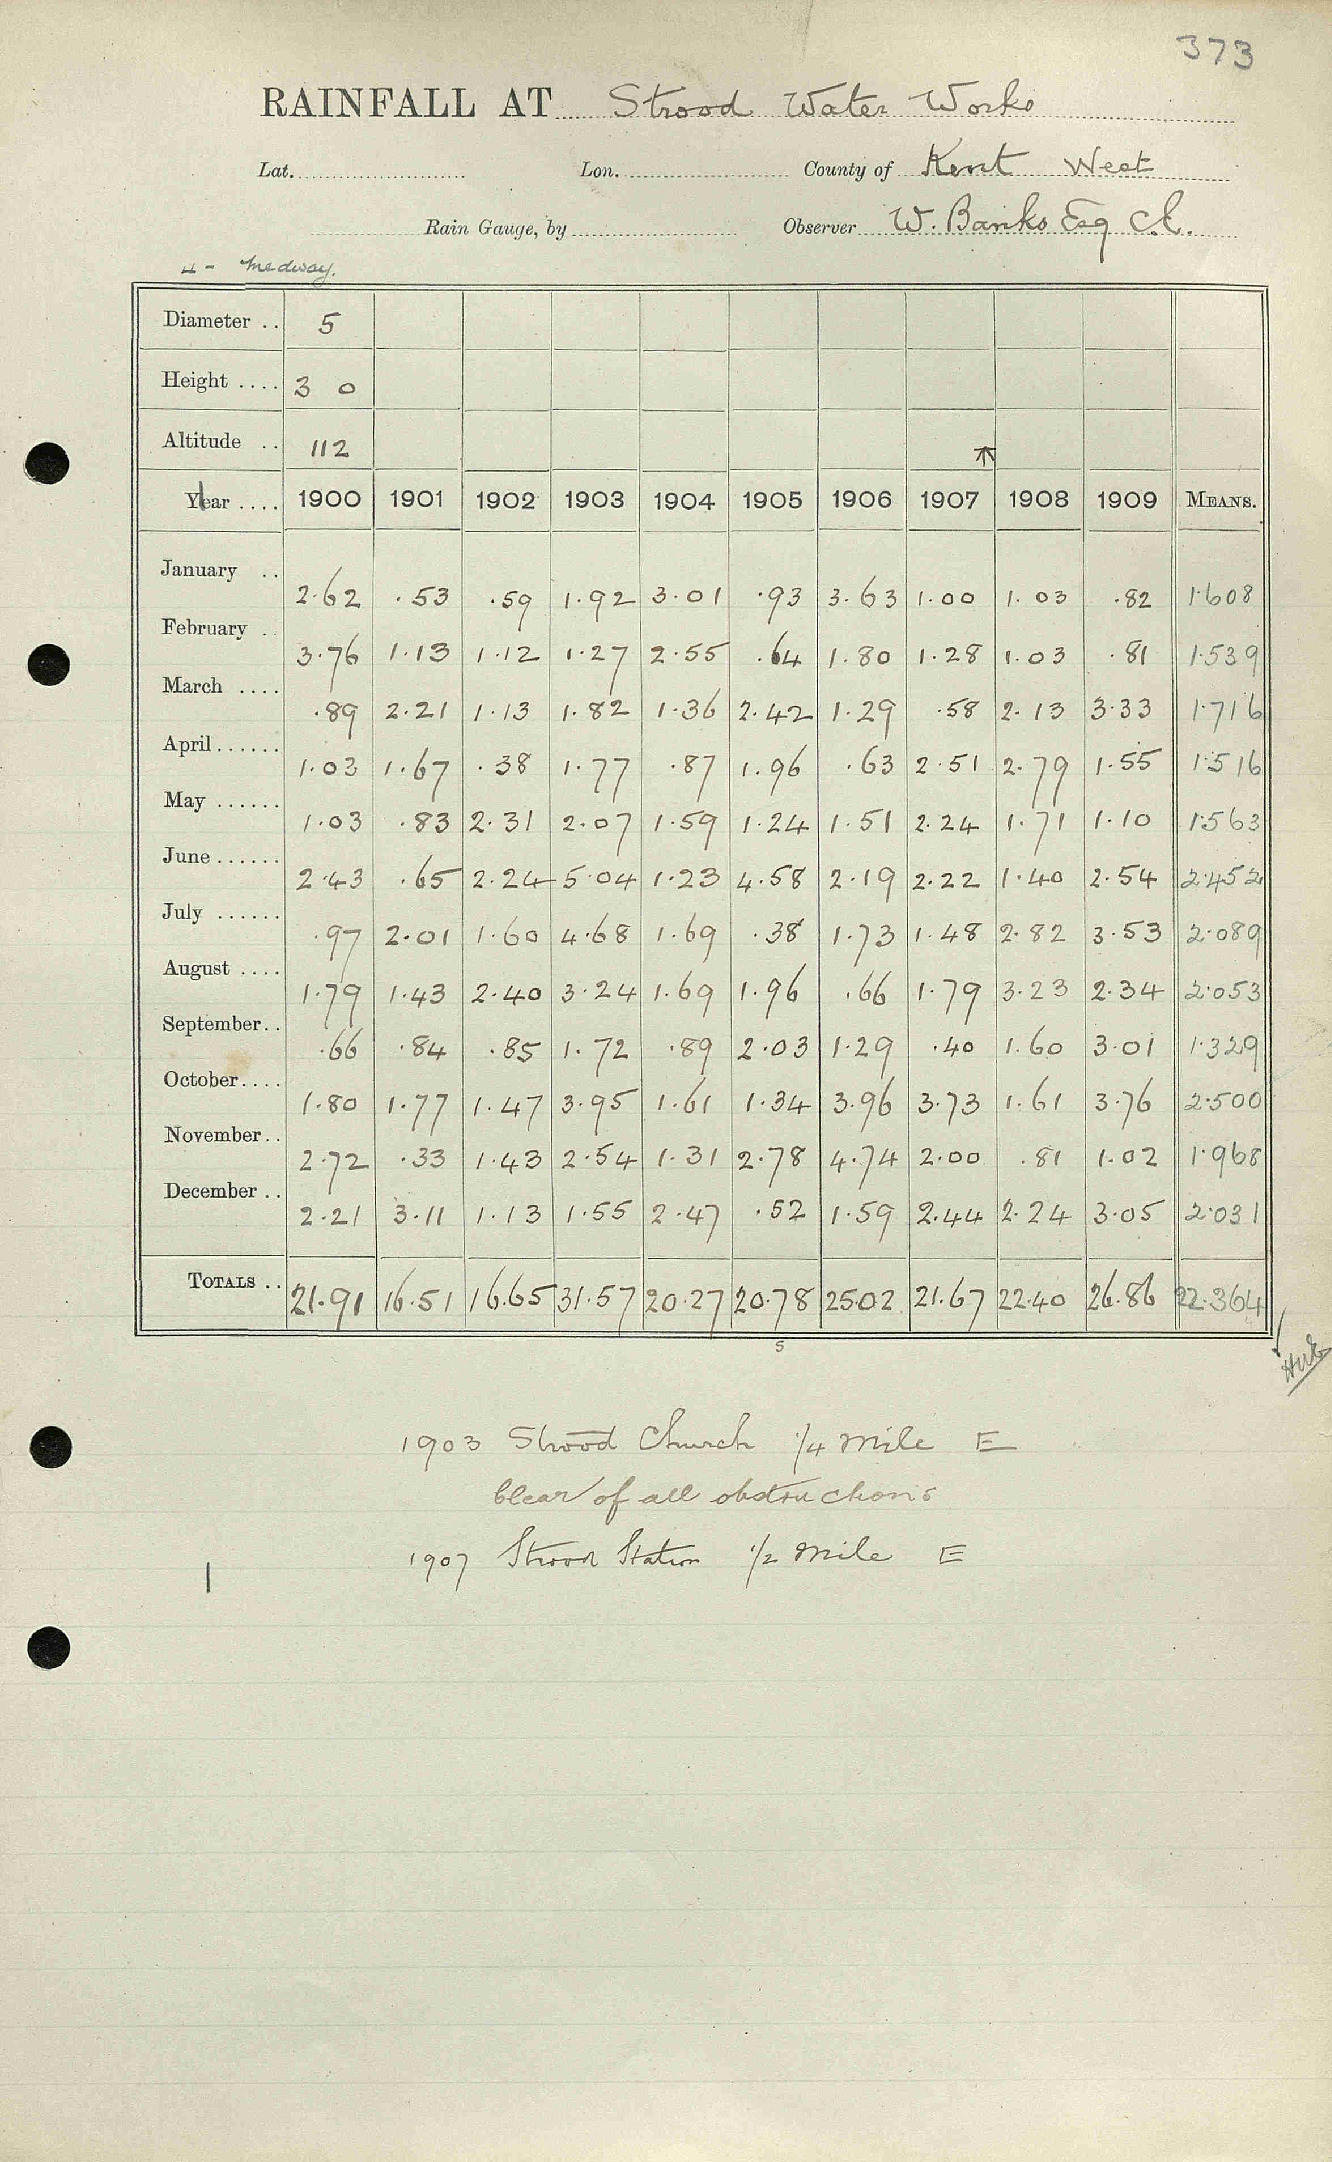 373
RAINFALL AT Strood Water Works
Lat. Lon. County of Kent West
Rain Gauge, by Observer W. Banks Esq C.E.
4 - Medway.
Diameter .. 5
Height .... 3 0
Altitude .. 112
Year .... 1900 1901 1902 1903 1904 1905 1906 1907 1908 1909 MEANS.
January .. 2.62 .53 .59 1.92 3.01 .93 3.63 1.00 1.03 .82 1.608
February .. 3.76 1.13 1.12 1.27 2.55 .64 1.80 1.28 1.03 .81 1.539
March .... .89 2.21 1.13 1.82 1.36 2.42 1.29 .58 2.13 3.33 1.716
April...... 1.03 1.67 .38 1.77 .87 1.96 .63 2.51 2.79 1.55 1.516
May ...... 1.03 .83 2.31 2.07 1.59 1.24 1.51 2.24 1.71 1.10 1.563
June ...... 2.43 .65 2.24 5.04 1.23 4.58 2.19 2.22 1.40 2.54 2.452
July ...... .97 2.01 1.60 4.68 1.69 .38 1.73 1.48 2.82 3.53 2.089
August .... 1.79 1.43 2.40 3.24 1.69 1.96 .66 1.79 3.23 2.34 2.053
September.. .66 .84 .85 1.72 .89 2.03 1.29 .40 1.60 3.01 1.329
October.... 1.80 1.77 1.47 3.95 1.61 1.34 3.96 3.73 1.61 3.76 2.500
November.. 2.72 .33 1.43 2.54 1.31 2.78 4.74 2.00 .81 1.02 1.968
December .. 2.21 3.11 1.13 1.55 2.47 .52 1.59 2.44 2.24 3.05 2.031
TOTALS .. 21.91 16.51 16.65 31.57 20.27 20.78 25.02 21.67 22.40 26.86 22.364
5
1903 Strood Church 1/4 mile E
Clear of all obstructions
1907 Strood Station 1/2 mile E